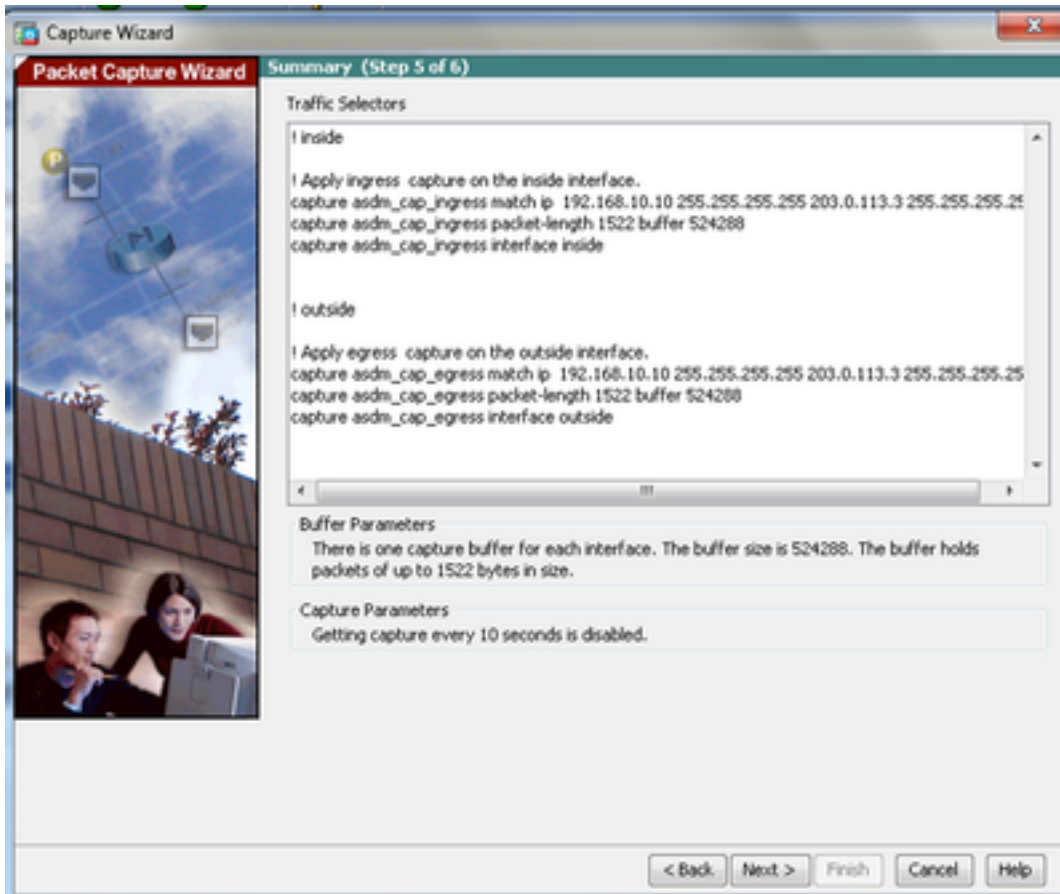 Capture Wizard
Packet Capture Wizard
Summary (Step 5 of 6)
Traffic Selectors
! inside
! Apply ingress capture on the inside interface.
capture asdm_cap_ingress match ip 192.168.10.10 255.255.255.255 203.0.113.3 255.255.255.25
capture asdm_cap_ingress packet-length 1522 buffer 524288
capture asdm_cap_ingress interface inside
! outside
! Apply egress capture on the outside interface.
capture asdm_cap_egress match ip 192.168.10.10 255.255.255.255 203.0.113.3 255.255.255.25
capture asdm_cap_egress packet-length 1522 buffer 524288
capture asdm_cap_egress interface outside
Buffer Parameters
There is one capture buffer for each interface. The buffer size is 524288. The buffer holds
packets of up to 1522 bytes in size.
Capture Parameters
Getting capture every 10 seconds is disabled.
< Back
Next >
Finish
Cancel
Help